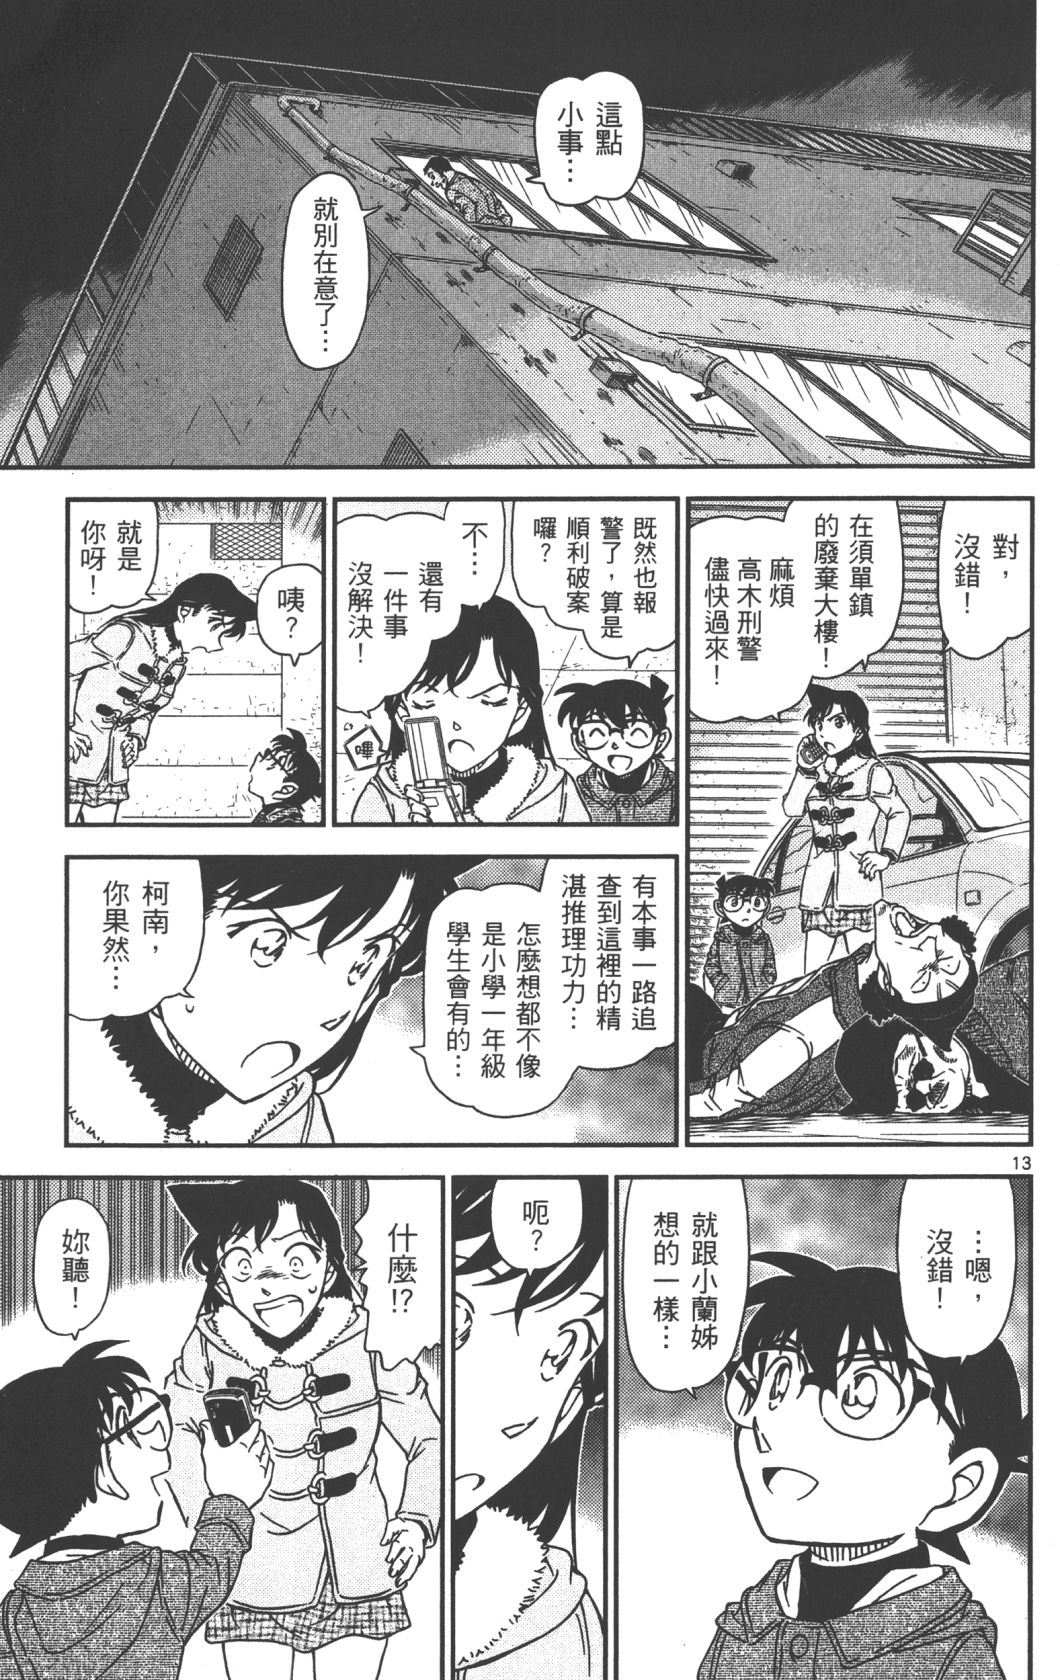 這點
小事…
就別在意了…
對，
沒錯！
在須單鎮
的廢棄大樓！
麻煩
高木刑警
儘快過來！
既然也報
警了，算是
順利破案
囉？
不…
還有
一件事
沒解決！
嗶
咦？
就是
你呀！
有本事一路追
查到這裡的精
湛推理功力…
怎麼想都不像
是小學一年級
學生會有的…
柯南，
你果然…
13
…嗯，
沒錯！
就跟小蘭姊
想的一樣…
呃？
什麼!?
妳聽！